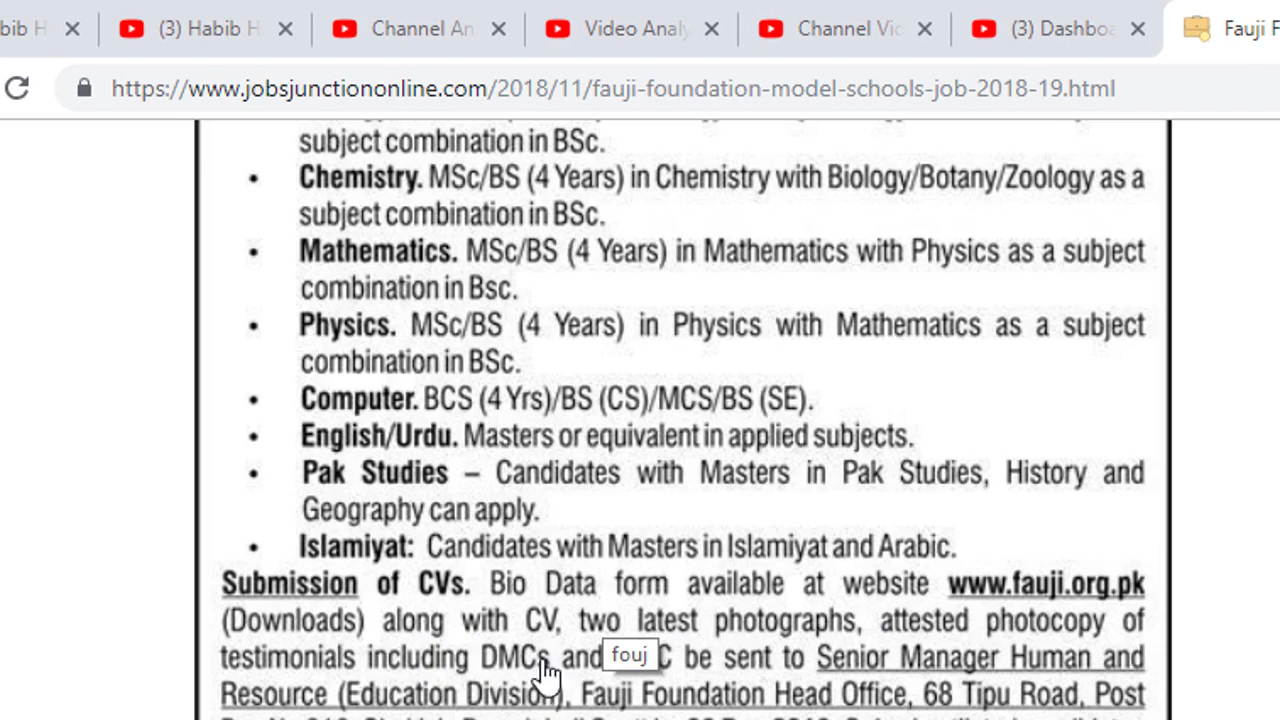 bib H
(3) Habib H
Channel An
Video Analy
Channel Vic
(3) Dashboa
Fauji F
https://www.jobsjunctiononline.com/2018/11/fauji-foundation-model-schools-job-2018-19.html
subject combination in BSc.
• Chemistry. MSc/BS (4 Years) in Chemistry with Biology/Botany/Zoology as a
subject combination in BSc.
• Mathematics. MSc/BS (4 Years) in Mathematics with Physics as a subject
combination in Bsc.
• Physics. MSc/BS (4 Years) in Physics with Mathematics as a subject
combination in BSc.
• Computer. BCS (4 Yrs)/BS (CS)/MCS/BS (SE).
• English/Urdu. Masters or equivalent in applied subjects.
• Pak Studies – Candidates with Masters in Pak Studies, History and
Geography can apply.
• Islamiyat: Candidates with Masters in Islamiyat and Arabic.
Submission of CVs. Bio Data form available at website www.fauji.org.pk
(Downloads) along with CV, two latest photographs, attested photocopy of
testimonials including DMCs and fouj C be sent to Senior Manager Human and
Resource (Education Division), Fauji Foundation Head Office, 68 Tipu Road, Post